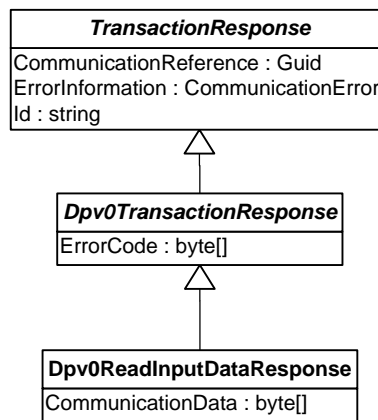 TransactionResponse
CommunicationReference : Guid
ErrorInformation : CommunicationError
Id : string
Dpv0TransactionResponse
ErrorCode : byte[]
Dpv0ReadInputDataResponse
CommunicationData : byte[]